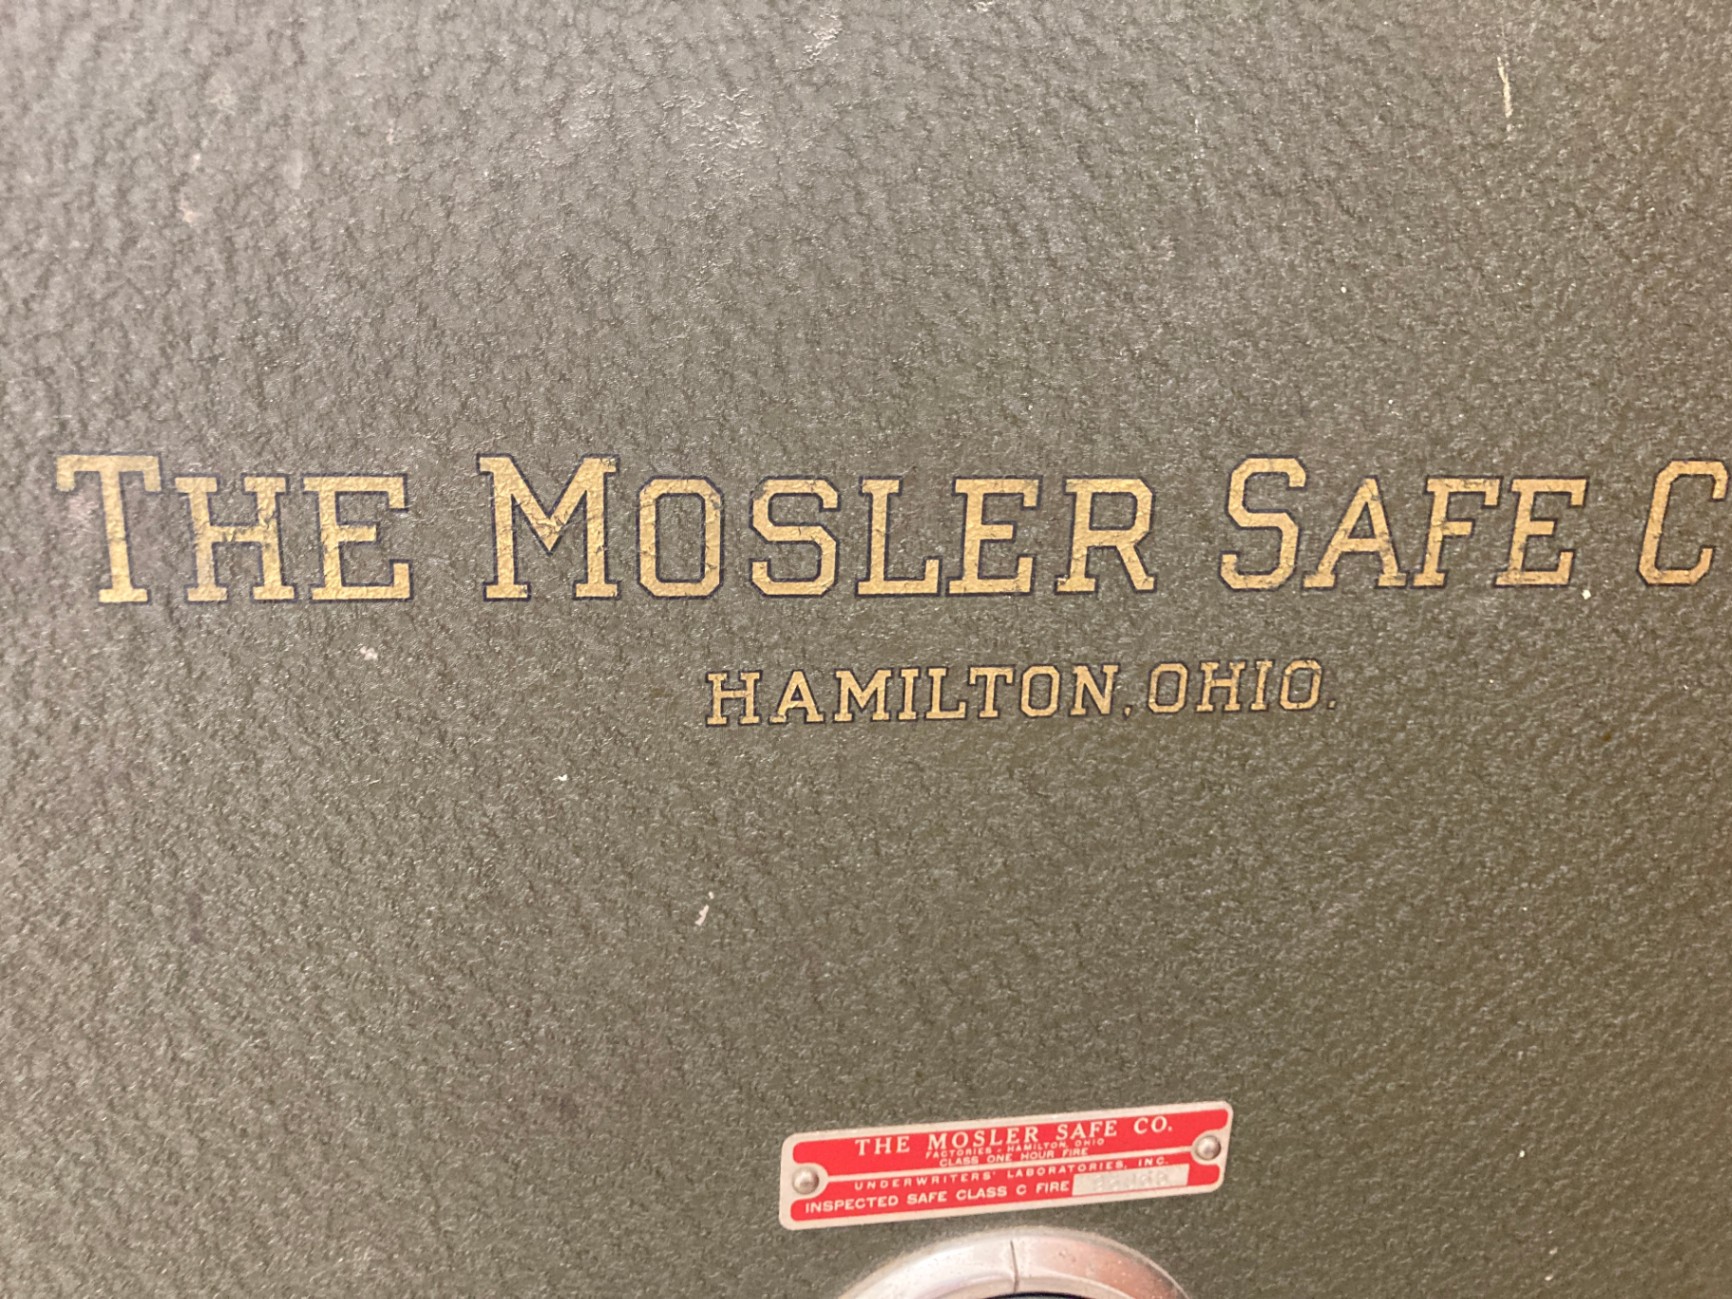 THE MOSLER SAFE C
HAMILTON, OHIO.
THE MOSLER SAFE CO.
FACTORIES - HAMILTON, OHIO
CLASS ONE HOUR FIRE
UNDERWRITERS' LABORATORIES, INC.
INSPECTED SAFE CLASS C FIRE